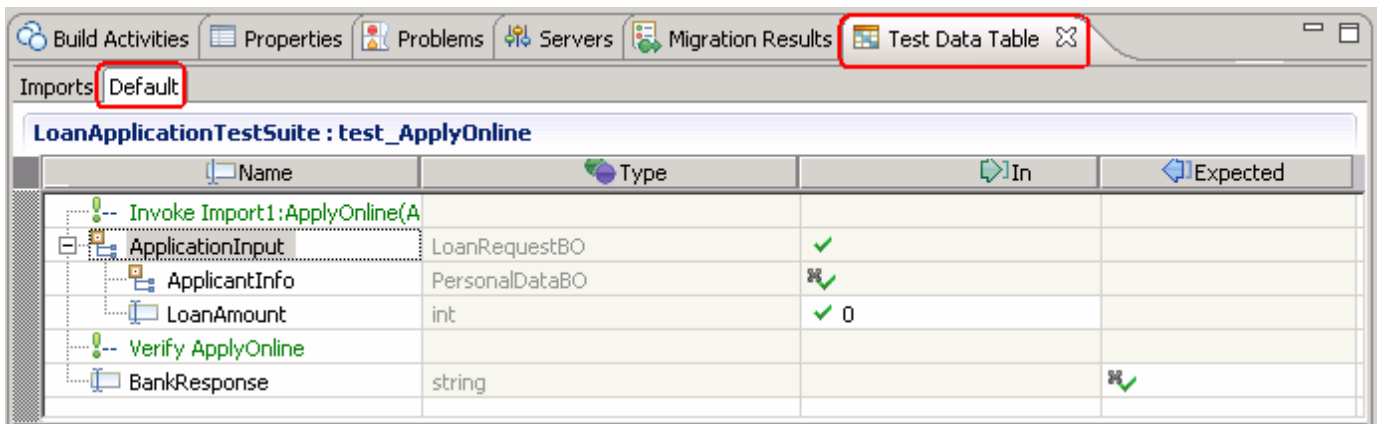 Build Activities Properties Problems Servers Migration Results Test Data Table
Imports Default
LoanApplicationTestSuite : test_ApplyOnline
Name Type In Expected
Invoke Import1:ApplyOnline(A
ApplicationInput LoanRequestBO
ApplicantInfo PersonalDataBO
LoanAmount int 0
Verify ApplyOnline
BankResponse string